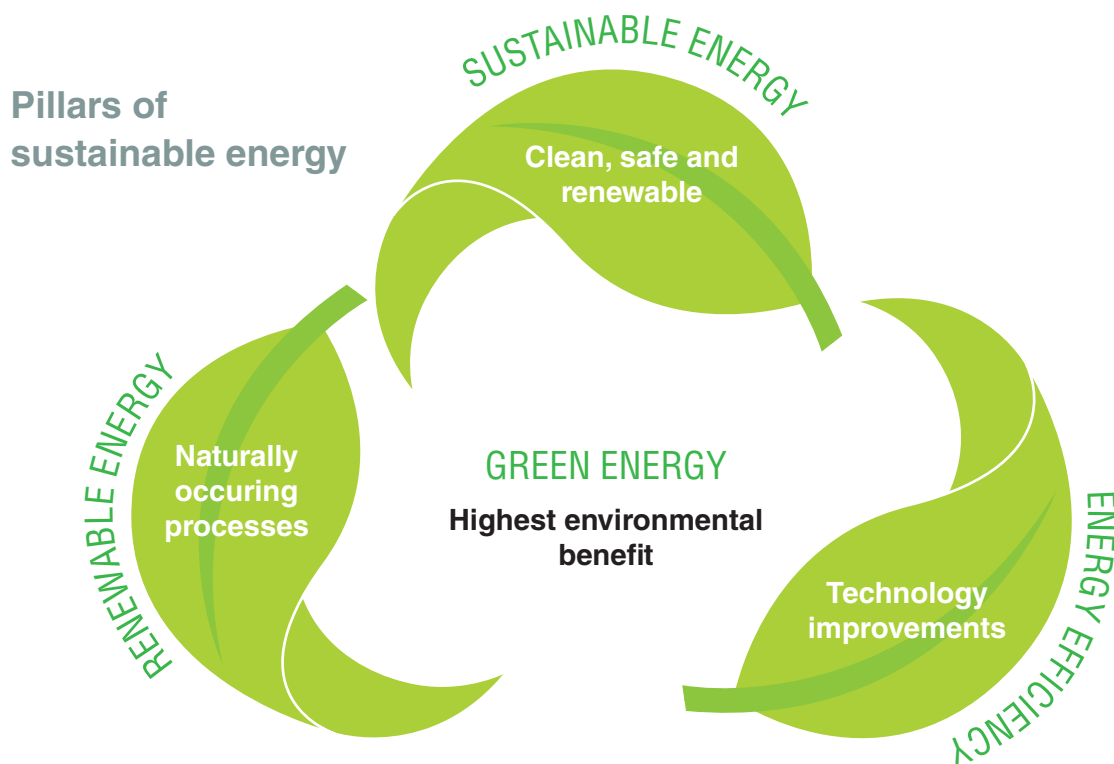 Pillars of
sustainable energy
SUSTAINABLE ENERGY
Clean, safe and
renewable
RENEWABLE ENERGY
Naturally
occuring
processes
GREEN ENERGY
Highest environmental
benefit
ENERGY EFFICIENCY
Technology
improvements